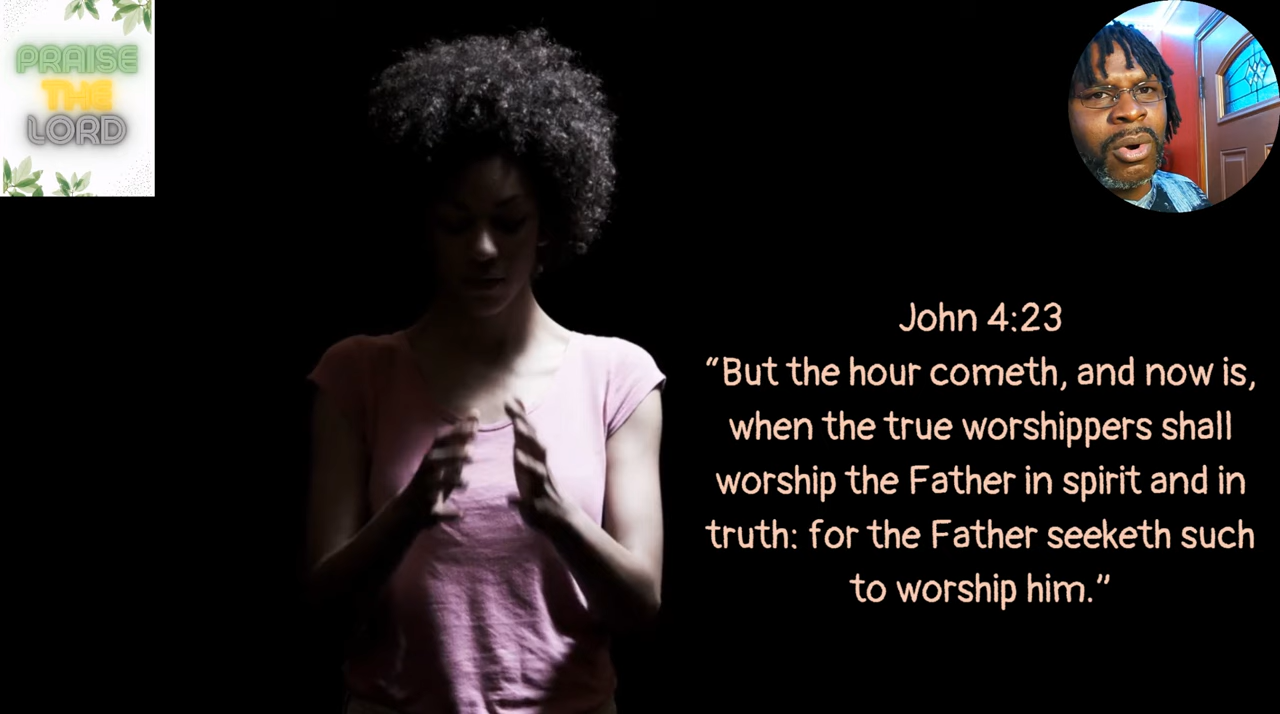 PRAISE
THE
LORD
John 4:23
“But the hour cometh, and now is,
when the true worshippers shall
worship the Father in spirit and in
truth: for the Father seeketh such
to worship him.”